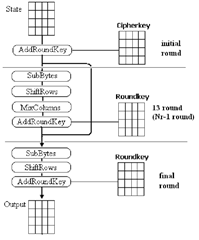 State
Cipherkey
AddRoundKey
initial
round
SubBytes
ShiftRows
MixColumns
AddRoundKey
Roundkey
13 round
(Nr-1 round)
SubBytes
ShiftRows
AddRoundKey
Roundkey
final
round
Output